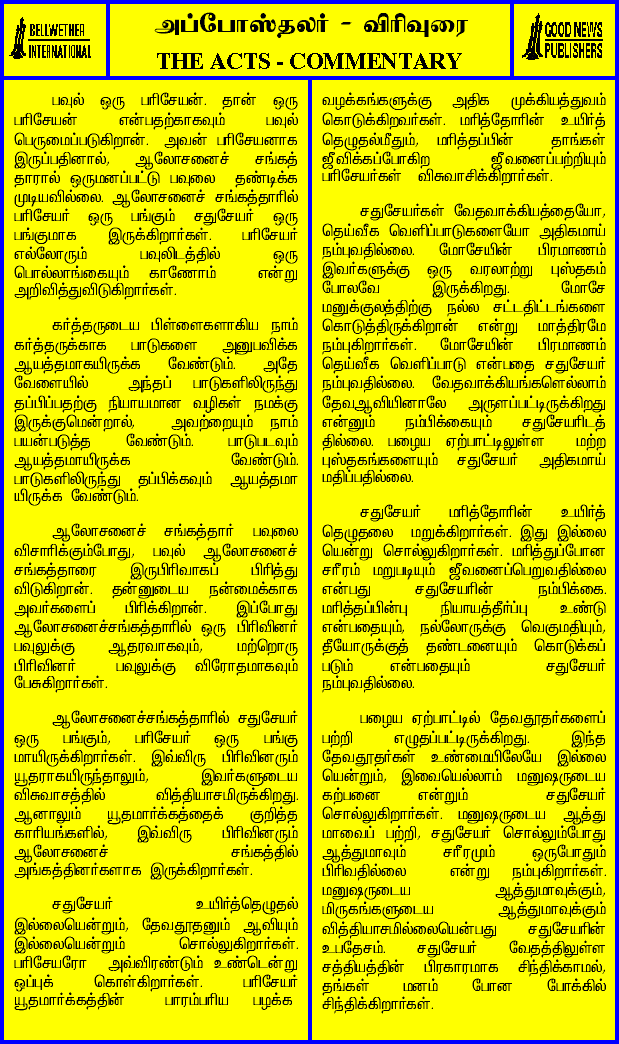 BELLWETHER
INTERNATIONAL
அப்போஸ்தலர் - விரிவுரை
THE ACTS - COMMENTARY
GOOD NEWS
PUBLISHERS
பவுல் ஒரு பரிசேயன். தான் ஒரு
பரிசேயன் என்பதற்காகவும் பவுல்
பெருமைப்படுகிறான். அவன் பரிசேயனாக
இருப்பதினால், ஆலோசனைச் சங்கத்
தாரால் ஒருமனப்பட்டு பவுலை தண்டிக்க
முடியவில்லை. ஆலோசனைச் சங்கத்தாரில்
பரிசேயர் ஒரு பங்கும் சதுசேயர் ஒரு
பங்குமாக இருக்கிறார்கள். பரிசேயர்
எல்லோரும் பவுலிடத்தில் ஒரு
பொல்லாங்கையும் காணோம் என்று
அறிவித்துவிடுகிறார்கள்.
கர்த்தருடைய பிள்ளைகளாகிய நாம்
கர்த்தருக்காக பாடுகளை அனுபவிக்க
ஆயத்தமாகயிருக்க வேண்டும். அதே
வேளையில் அந்தப் பாடுகளிலிருந்து
தப்பிப்பதற்கு நியாயமான வழிகள் நமக்கு
இருக்குமென்றால், அவற்றையும் நாம்
பயன்படுத்த வேண்டும். பாடுபடவும்
ஆயத்தமாயிருக்க வேண்டும்.
பாடுகளிலிருந்து தப்பிக்கவும் ஆயத்தமா
யிருக்க வேண்டும்.
ஆலோசனைச் சங்கத்தார் பவுலை
விசாரிக்கும்போது, பவுல் ஆலோசனைச்
சங்கத்தாரை இருபிரிவாகப் பிரித்து
விடுகிறான். தன்னுடைய நன்மைக்காக
அவர்களைப் பிரிக்கிறான். இப்போது
ஆலோசனைச்சங்கத்தாரில் ஒரு பிரிவினர்
பவுலுக்கு ஆதரவாகவும், மற்றொரு
பிரிவினர் பவுலுக்கு விரோதமாகவும்
பேசுகிறார்கள்.
ஆலோசனைச்சங்கத்தாரில் சதுசேயர்
ஒரு பங்கும், பரிசேயர் ஒரு பங்கு
மாயிருக்கிறார்கள். இவ்விரு பிரிவினரும்
யூதராகயிருந்தாலும், இவர்களுடைய
விசுவாசத்தில் வித்தியாசமிருக்கிறது.
ஆனாலும் யூதமார்க்கத்தைக் குறித்த
காரியங்களில், இவ்விரு பிரிவினரும்
ஆலோசனைச் சங்கத்தில்
அங்கத்தினர்களாக இருக்கிறார்கள்.
சதுசேயர் உயிர்த்தெழுதல்
இல்லையென்றும், தேவதூதனும் ஆவியும்
இல்லையென்றும் சொல்லுகிறார்கள்.
பரிசேயரோ அவ்விரண்டும் உண்டென்று
ஒப்புக் கொள்கிறார்கள். பரிசேயர்
யூதமார்க்கத்தின் பாரம்பரிய பழக்க
வழக்கங்களுக்கு அதிக முக்கியத்துவம்
கொடுக்கிறவர்கள். மரித்தோரின் உயிர்த்
தெழுதல்மீதும், மரித்தப்பின் தாங்கள்
ஜீவிக்கப்போகிற ஜீவனைப்பற்றியும்
பரிசேயர்கள் விசுவாசிக்கிறார்கள்.
சதுசேயர்கள் வேதவாக்கியத்தையோ,
தெய்வீக வெளிப்பாடுகளையோ அதிகமாய்
நம்புவதில்லை. மோசேயின் பிரமாணம்
இவர்களுக்கு ஒரு வரலாற்று புஸ்தகம்
போலவே இருக்கிறது. மோசே
மனுக்குலத்திற்கு நல்ல சட்டதிட்டங்களை
கொடுத்திருக்கிறான் என்று மாத்திரமே
நம்புகிறார்கள். மோசேயின் பிரமாணம்
தெய்வீக வெளிப்பாடு என்பதை சதுசேயர்
நம்புவதில்லை. வேதவாக்கியங்களெல்லாம்
தேவஆவியினாலே அருளப்பட்டிருக்கிறது
என்னும் நம்பிக்கையும் சதுசேயரிடத்
தில்லை. பழைய ஏற்பாட்டிலுள்ள மற்ற
புஸ்தகங்களையும் சதுசேயர் அதிகமாய்
மதிப்பதில்லை.
சதுசேயர் மரித்தோரின் உயிர்த்
தெழுதலை மறுக்கிறார்கள். இது இல்லை
யென்று சொல்லுகிறார்கள். மரித்துப்போன
சரீரம் மறுபடியும் ஜீவனைப்பெறுவதில்லை
என்பது சதுசேயரின் நம்பிக்கை.
மரித்தப்பின்பு நியாயத்தீர்ப்பு உண்டு
என்பதையும், நல்லோருக்கு வெகுமதியும்,
தீயோருக்குத் தண்டனையும் கொடுக்கப்
படும் என்பதையும் சதுசேயர்
நம்புவதில்லை.
பழைய ஏற்பாட்டில் தேவதூதர்களைப்
பற்றி எழுதப்பட்டிருக்கிறது. இந்த
தேவதூதர்கள் உண்மையிலேயே இல்லை
யென்றும், இவையெல்லாம் மனுஷருடைய
கற்பனை என்றும் சதுசேயர்
சொல்லுகிறார்கள். மனுஷருடைய ஆத்து
மாவைப் பற்றி, சதுசேயர் சொல்லும்போது
ஆத்துமாவும் சரீரமும் ஒருபோதும்
பிரிவதில்லை என்று நம்புகிறார்கள்.
மனுஷருடைய ஆத்துமாவுக்கும்,
மிருகங்களுடைய ஆத்துமாவுக்கும்
வித்தியாசமில்லையென்பது சதுசேயரின்
உபதேசம். சதுசேயர் வேதத்திலுள்ள
சத்தியத்தின் பிரகாரமாக சிந்திக்காமல்,
தங்கள் மனம் போன போக்கில்
சிந்திக்கிறார்கள்.